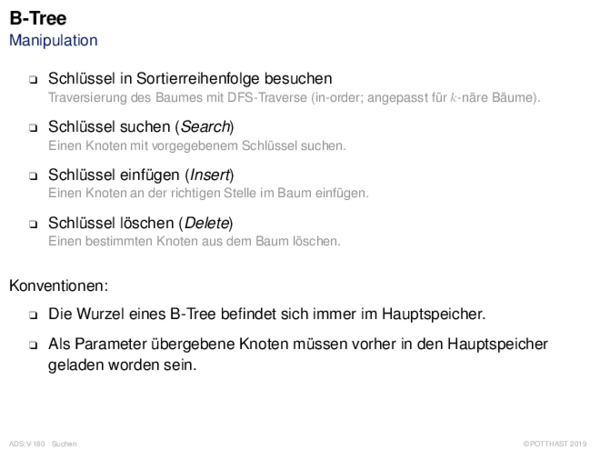 B-Tree
Manipulation
❑ Schlüssel in Sortierreihenfolge besuchen
Traversierung des Baumes mit DFS-Traverse (in-order; angepasst für k-näre Bäume).
❑ Schlüssel suchen (Search)
Einen Knoten mit vorgegebenem Schlüssel suchen.
❑ Schlüssel einfügen (Insert)
Einen Knoten an der richtigen Stelle im Baum einfügen.
❑ Schlüssel löschen (Delete)
Einen bestimmten Knoten aus dem Baum löschen.
Konventionen:
❑ Die Wurzel eines B-Tree befindet sich immer im Hauptspeicher.
❑ Als Parameter übergebene Knoten müssen vorher in den Hauptspeicher
geladen worden sein.
ADS:V-180 Suchen
©POTTHAST 2019